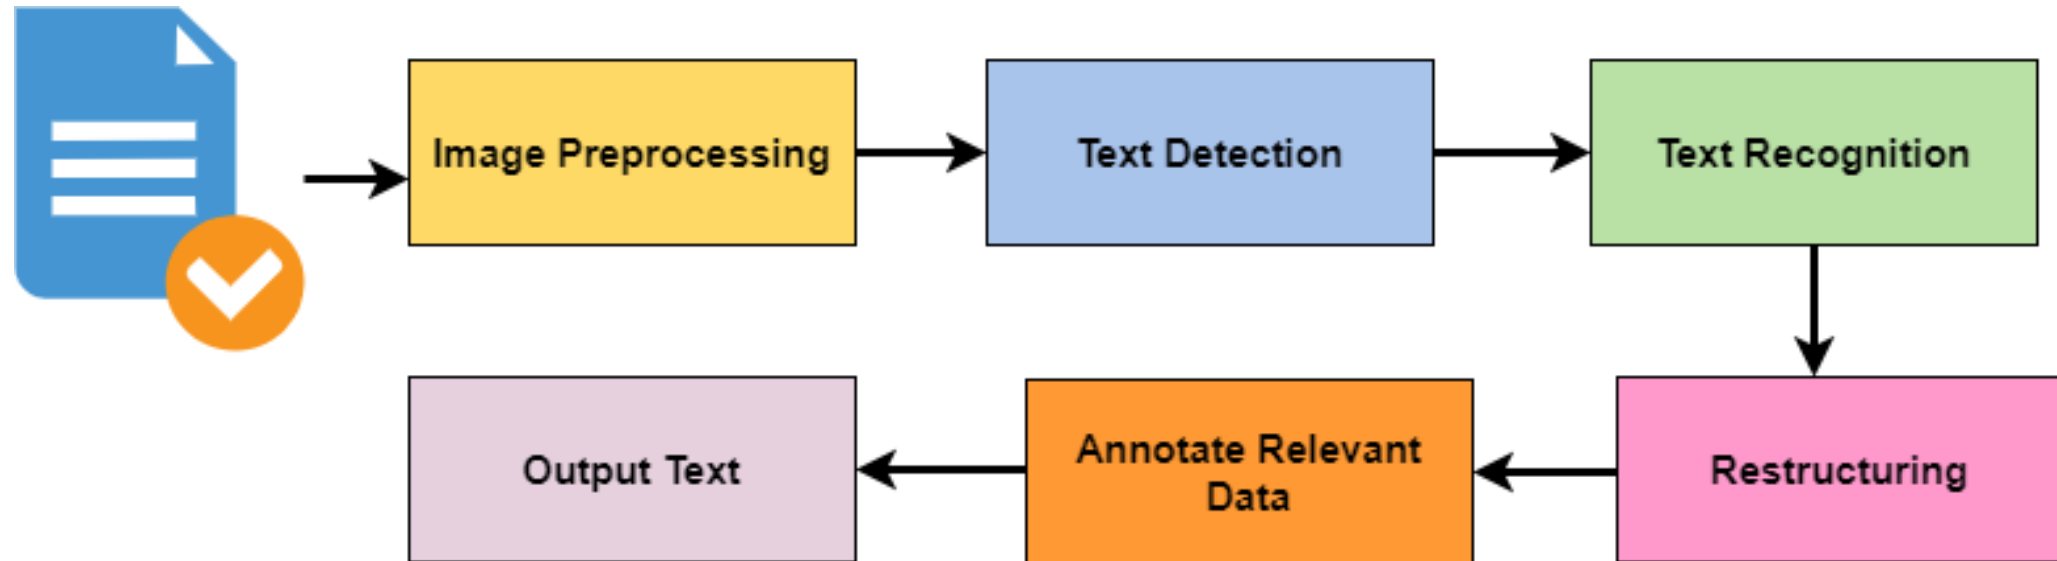 Image Preprocessing
Text Detection
Text Recognition
Restructuring
Annotate Relevant
Data
Output Text